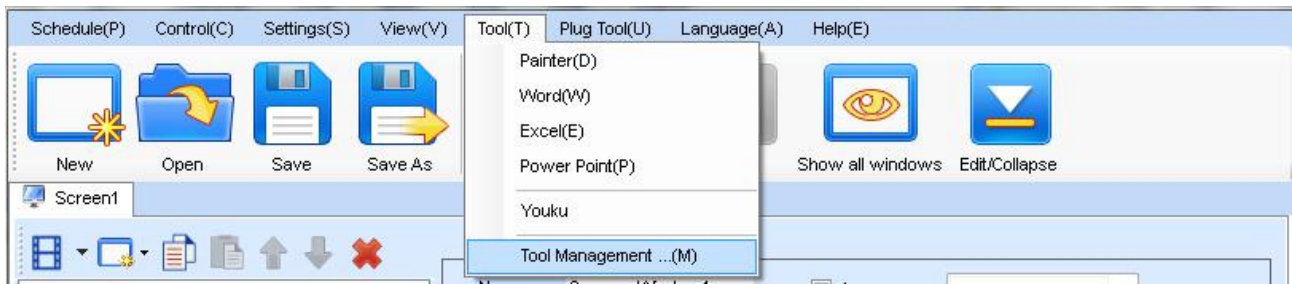 Schedule(P) Control(C) Settings(S) View(V) Tool(T) Plug Tool(U) Language(A) Help(E)
Painter(D)
Word(W)
Excel(E)
Power Point(P)
Youku
Tool Management ...(M)
New Open Save Save As Show all windows Edit/Collapse
Screen1